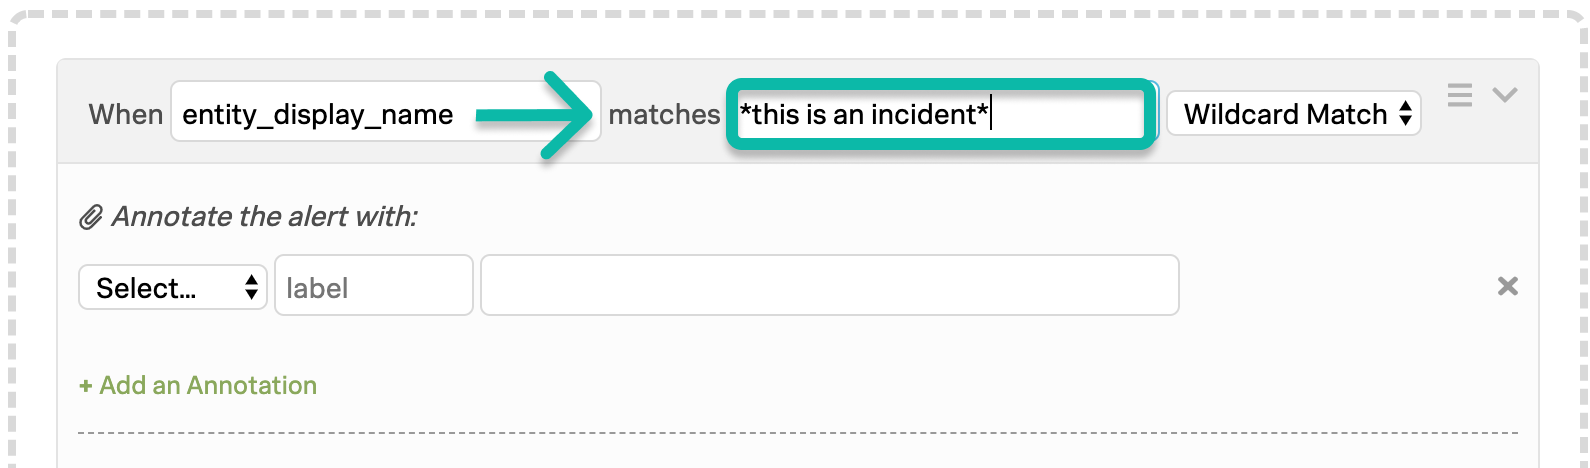 When entity_display_name matches *this is an incident* Wildcard Match
Annotate the alert with:
Select... label
+ Add an Annotation